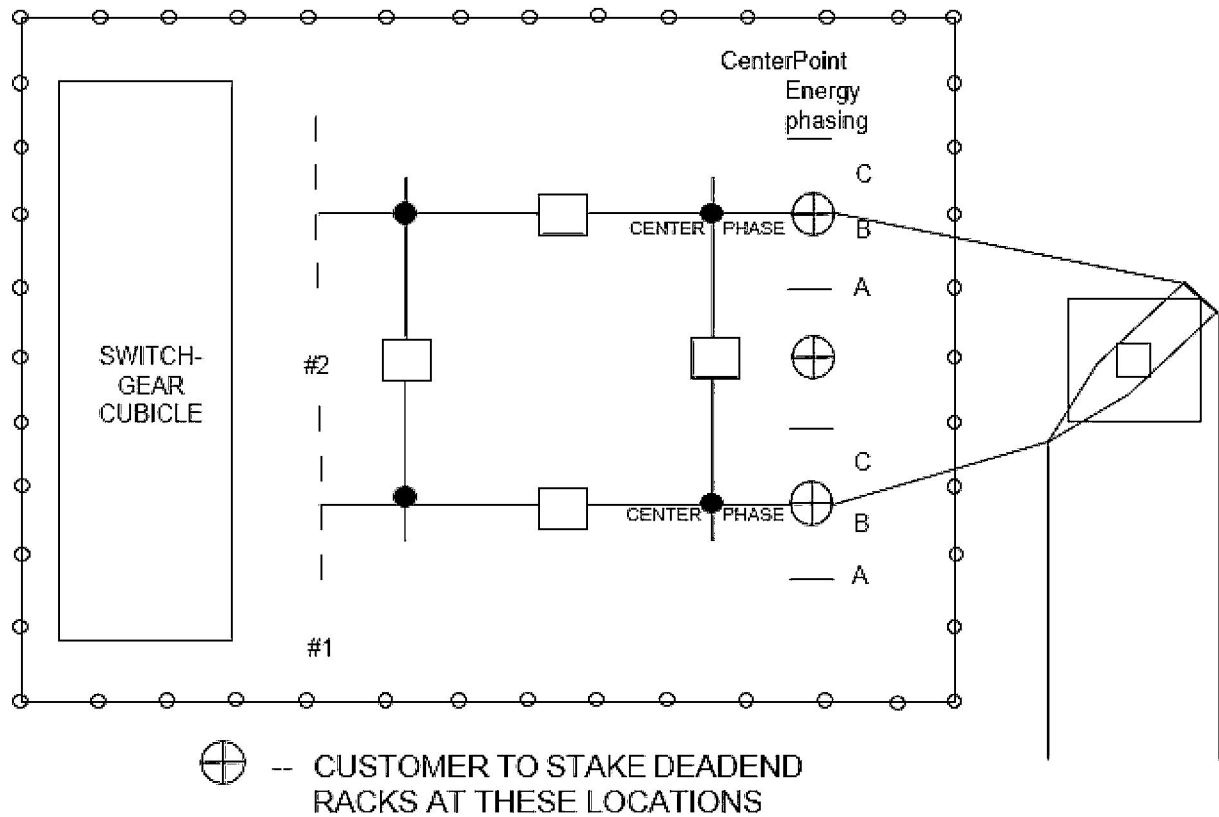 CenterPoint
Energy
phasing
C
CENTER PHASE
B
A
SWITCH-
GEAR
CUBICLE
#2
C
CENTER PHASE
B
A
#1
-- CUSTOMER TO STAKE DEADEND
RACKS AT THESE LOCATIONS